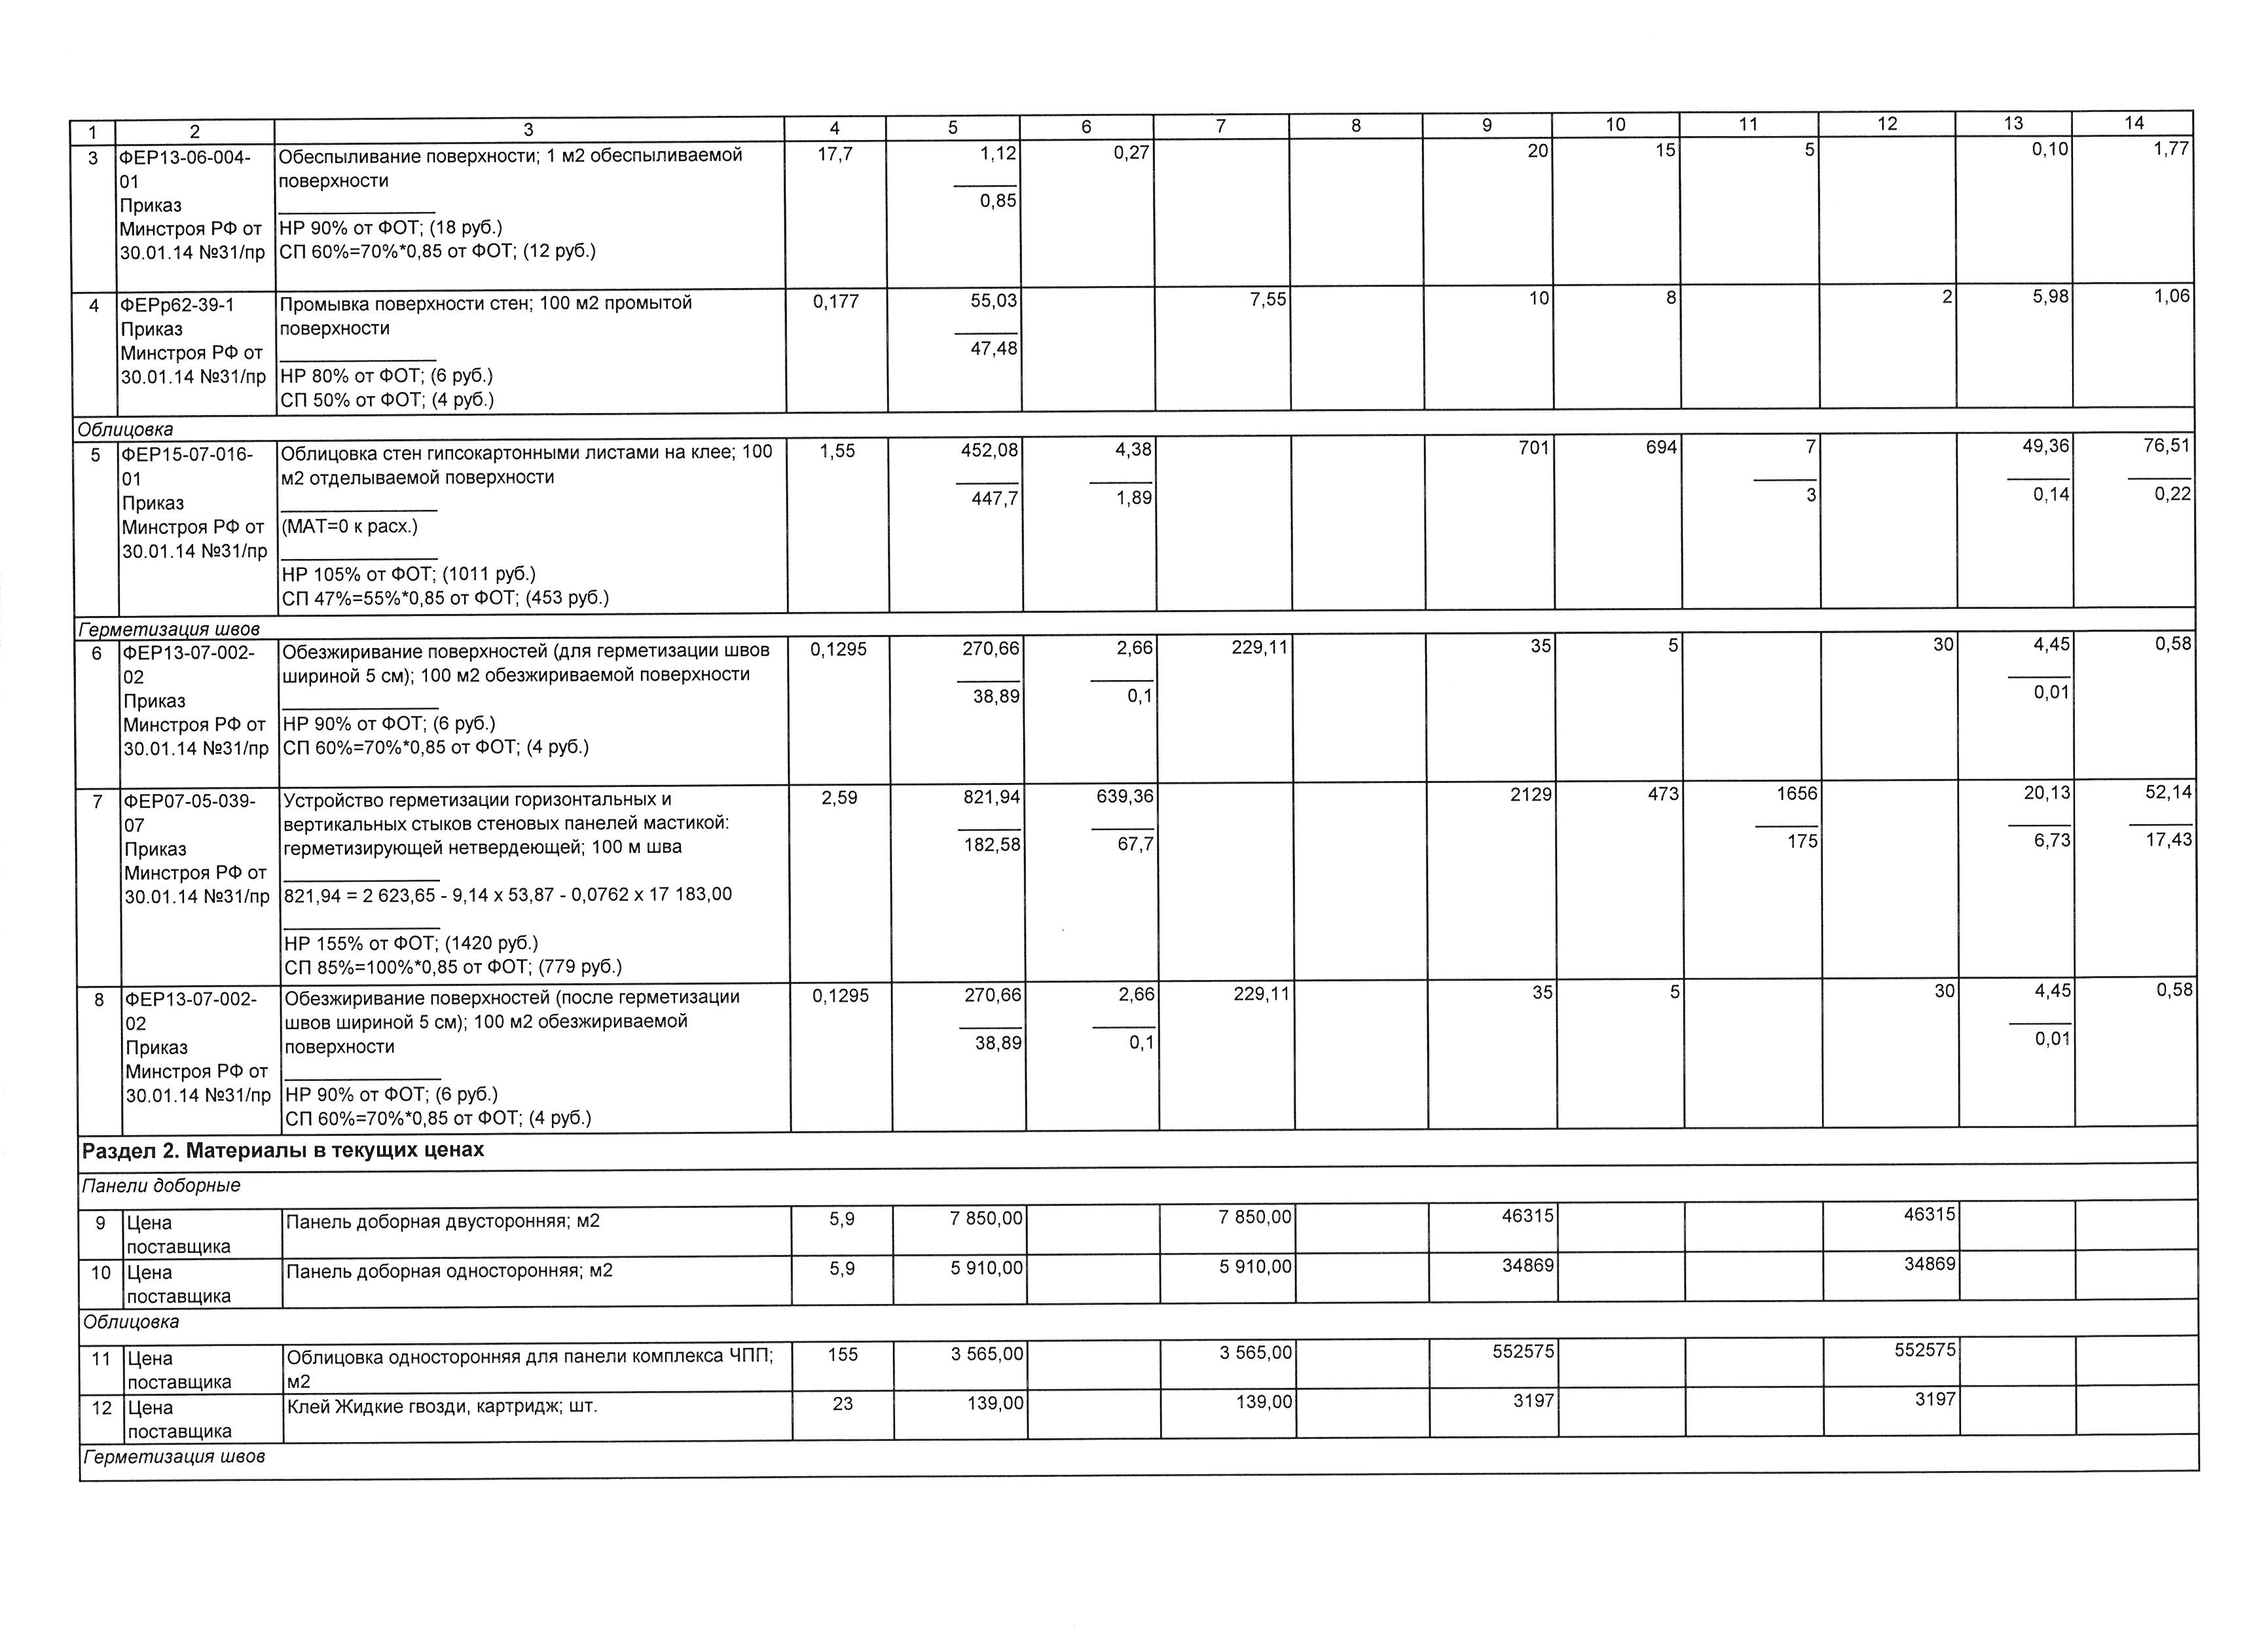 1 2 3 4 5 6 7 8 9 10 11 12 13 14
3 ФЕР13-06-004- Обеспыливание поверхности; 1 м2 обеспыливаемой 17,7 1,12 0,27 20 15 5 0,10 1,77
01 поверхности
Приказ 0,85
Минстроя РФ от НР 90% от ФОТ; (18 руб.)
30.01.14 №31/пр СП 60%=70%*0,85 от ФОТ; (12 руб.)
4 ФЕРр62-39-1 Промывка поверхности стен; 100 м2 промытой 0,177 55,03 7,55 10 8 2 5,98 1,06
Приказ поверхности
Минстроя РФ от 47,48
30.01.14 №31/пр НР 80% от ФОТ; (6 руб.)
СП 50% от ФОТ; (4 руб.)
Облицовка
5 ФЕР15-07-016- Облицовка стен гипсокартонными листами на клее; 100 1,55 452,08 4,38 701 694 7 49,36 76,51
01 м2 отделываемой поверхности
Приказ 447,7 1,89 3 0,14 0,22
Минстроя РФ от (МАТ=0 к расх.)
30.01.14 №31/пр
НР 105% от ФОТ; (1011 руб.)
СП 47%=55%*0,85 от ФОТ; (453 руб.)
Герметизация швов
6 ФЕР13-07-002- Обезжиривание поверхностей (для герметизации швов 0,1295 270,66 2,66 229,11 35 5 30 4,45 0,58
02 шириной 5 см); 100 м2 обезжириваемой поверхности
Приказ 38,89 0,1 0,01
Минстроя РФ от НР 90% от ФОТ; (6 руб.)
30.01.14 №31/пр СП 60%=70%*0,85 от ФОТ; (4 руб.)
7 ФЕР07-05-039- Устройство герметизации горизонтальных и 2,59 821,94 639,36 2129 473 1656 20,13 52,14
07 вертикальных стыков стеновых панелей мастикой:
Приказ герметизирующей нетвердеющей; 100 м шва 182,58 67,7 175 6,73 17,43
Минстроя РФ от
30.01.14 №31/пр 821,94 = 2 623,65 - 9,14 x 53,87 - 0,0762 x 17 183,00
НР 155% от ФОТ; (1420 руб.)
СП 85%=100%*0,85 от ФОТ; (779 руб.)
8 ФЕР13-07-002- Обезжиривание поверхностей (после герметизации 0,1295 270,66 2,66 229,11 35 5 30 4,45 0,58
02 швов шириной 5 см); 100 м2 обезжириваемой
Приказ поверхности 38,89 0,1 0,01
Минстроя РФ от
30.01.14 №31/пр НР 90% от ФОТ; (6 руб.)
СП 60%=70%*0,85 от ФОТ; (4 руб.)
Раздел 2. Материалы в текущих ценах
Панели доборные
9 Цена Панель доборная двусторонняя; м2 5,9 7 850,00 7 850,00 46315 46315
поставщика
10 Цена Панель доборная односторонняя; м2 5,9 5 910,00 5 910,00 34869 34869
поставщика
Облицовка
11 Цена Облицовка односторонняя для панели комплекса ЧПП; 155 3 565,00 3 565,00 552575 552575
поставщика м2
12 Цена Клей Жидкие гвозди, картридж; шт. 23 139,00 139,00 3197 3197
поставщика
Герметизация швов